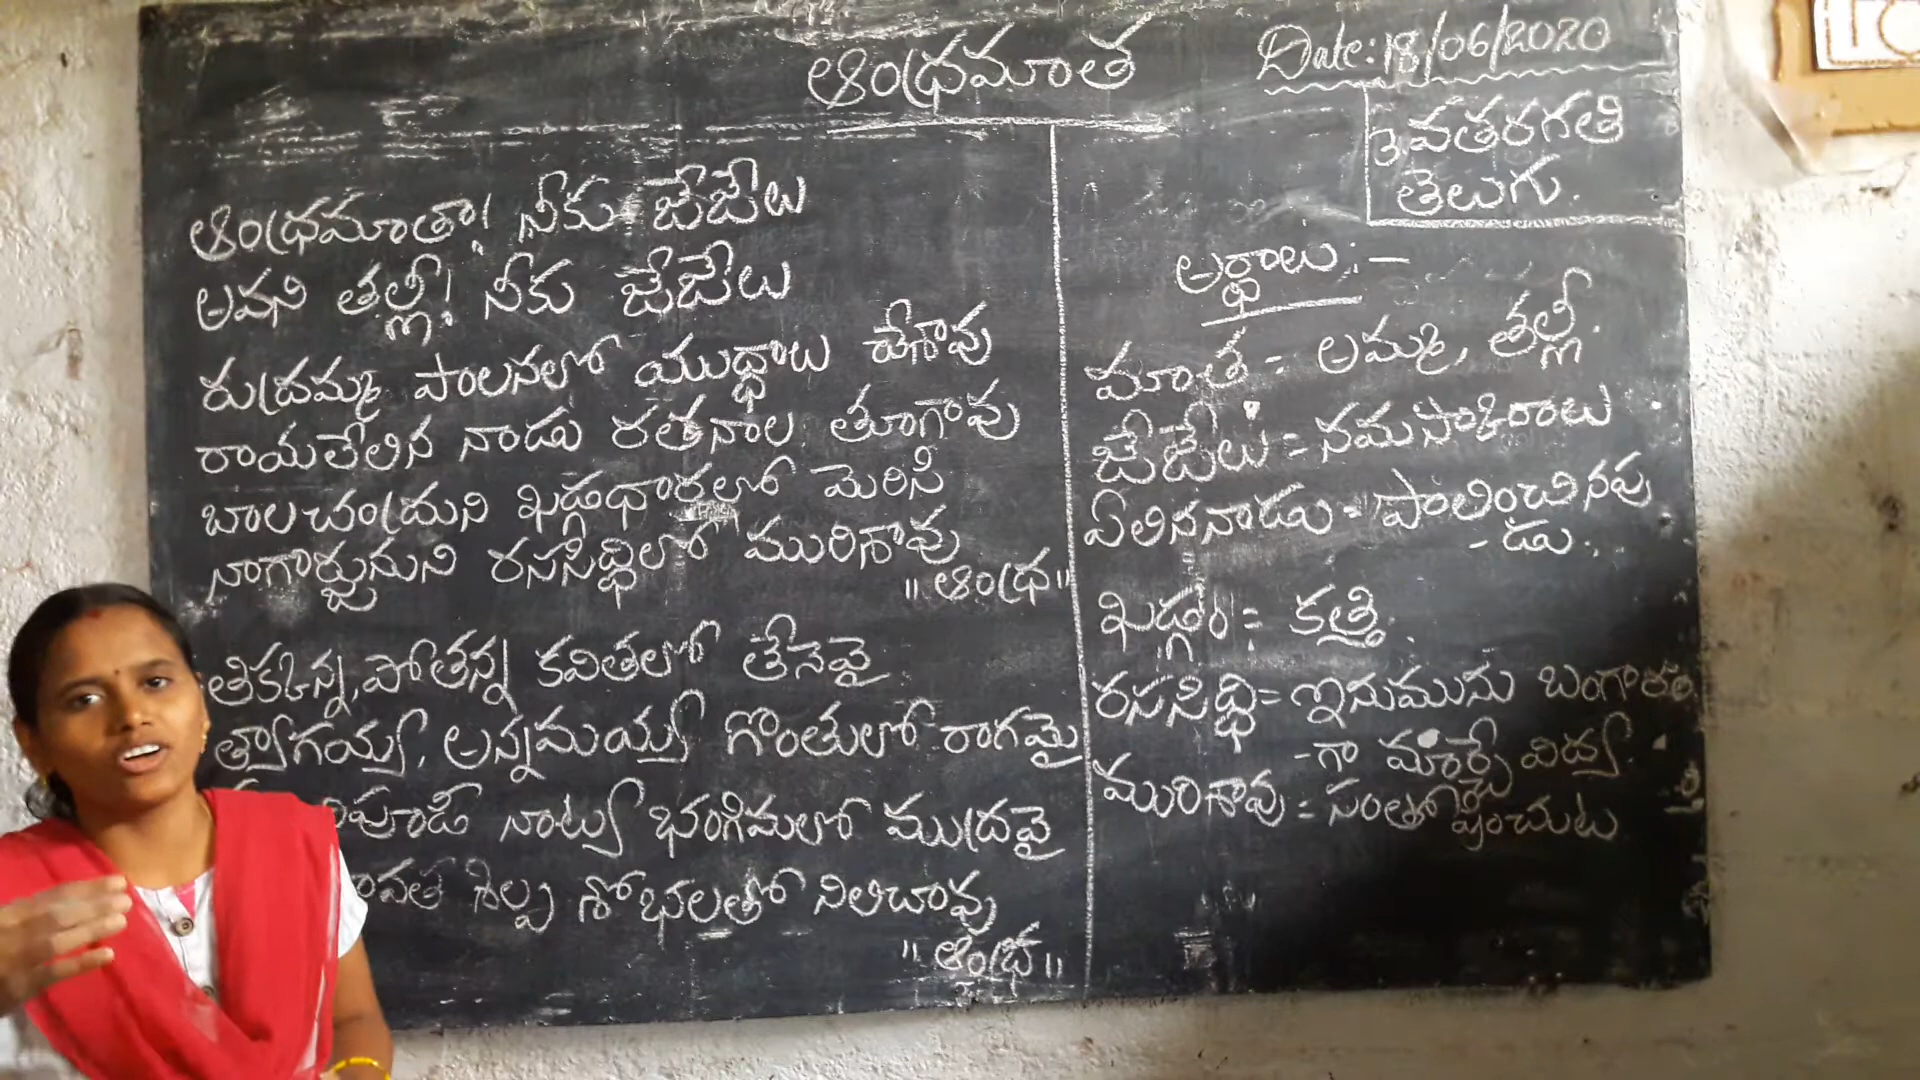 ఆంధ్రమాత
Date: 18/06/2020
3వతరగతి
తెలుగు.
ఆంధ్రమాతా! నీకు జేజేలు
అవని తల్లీ! నీకు జేజేలు
రుద్రమ్మ పాలనలో యుద్ధాలు చేశావు
రాయలేలిన నాడు రతనాల తూగావు
బాలచంద్రుని ఖడ్గధారలో మెరిసి
నాగార్జునుని రససిద్ధిలో మురిశావు
"ఆంధ్ర"
తిక్కన్న, పోతన్న కవితలో తేనెవై
త్యాగయ్య, అన్నమయ్య గొంతులో రాగమై
నాట్య భంగిమలో ముద్రవై
శిల్ప శోభలతో నిలిచావు
"ఆంధ్ర"
అర్థాలు:-
మాత = అమ్మ, తల్లీ.
జేజేలు = నమస్కారాలు
ఏలిననాడు = పాలించినపు
-డు.
ఖడ్గం = కత్తి.
రససిద్ధి = ఇనుమును బంగారం
-గా మార్చే విద్య.
మురిశావు = సంతోషించుట